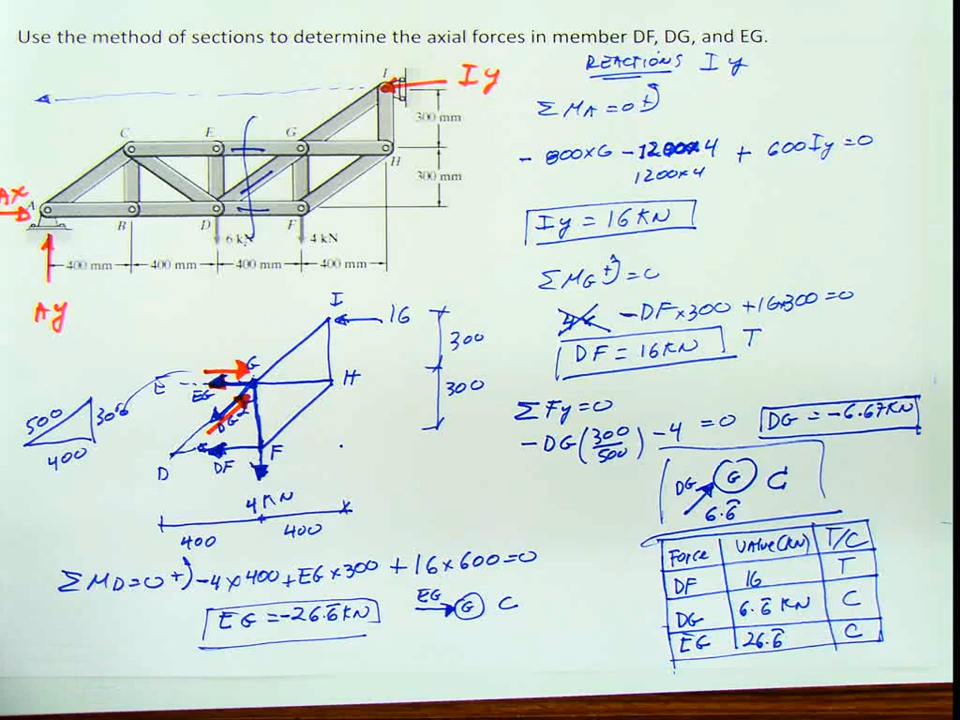 Use the method of sections to determine the axial forces in member DF, DG, and EG.
REACTIONS Iy
I
Iy
ΣMA=0 +
300 mm
C
E
G
H
- 800×6 - 1200×4 + 600Iy=0
1200×4
300 mm
AX
A
B
D
F
6 kN
4 kN
Iy = 16 KN
400 mm
400 mm
400 mm
400 mm
Ay
ΣMG + = 0
-DF×300 +16×300=0
DF = 16KN T
I
16
300
G
H
E
EG
300
500
300
400
DG
D
DF
F
4KN
400
400
ΣFy=0
-DG(300/500) -4 =0 DG = -6.67KN
DG G C
6.6̅
ΣMD=0 +) -4×400+EG×300 +16×600=0
EG = -26.6̅ KN
EG G C
Force VALUE(KN) T/C
DF 16 T
DG 6.6̅ KN C
EG 26.6̅ C